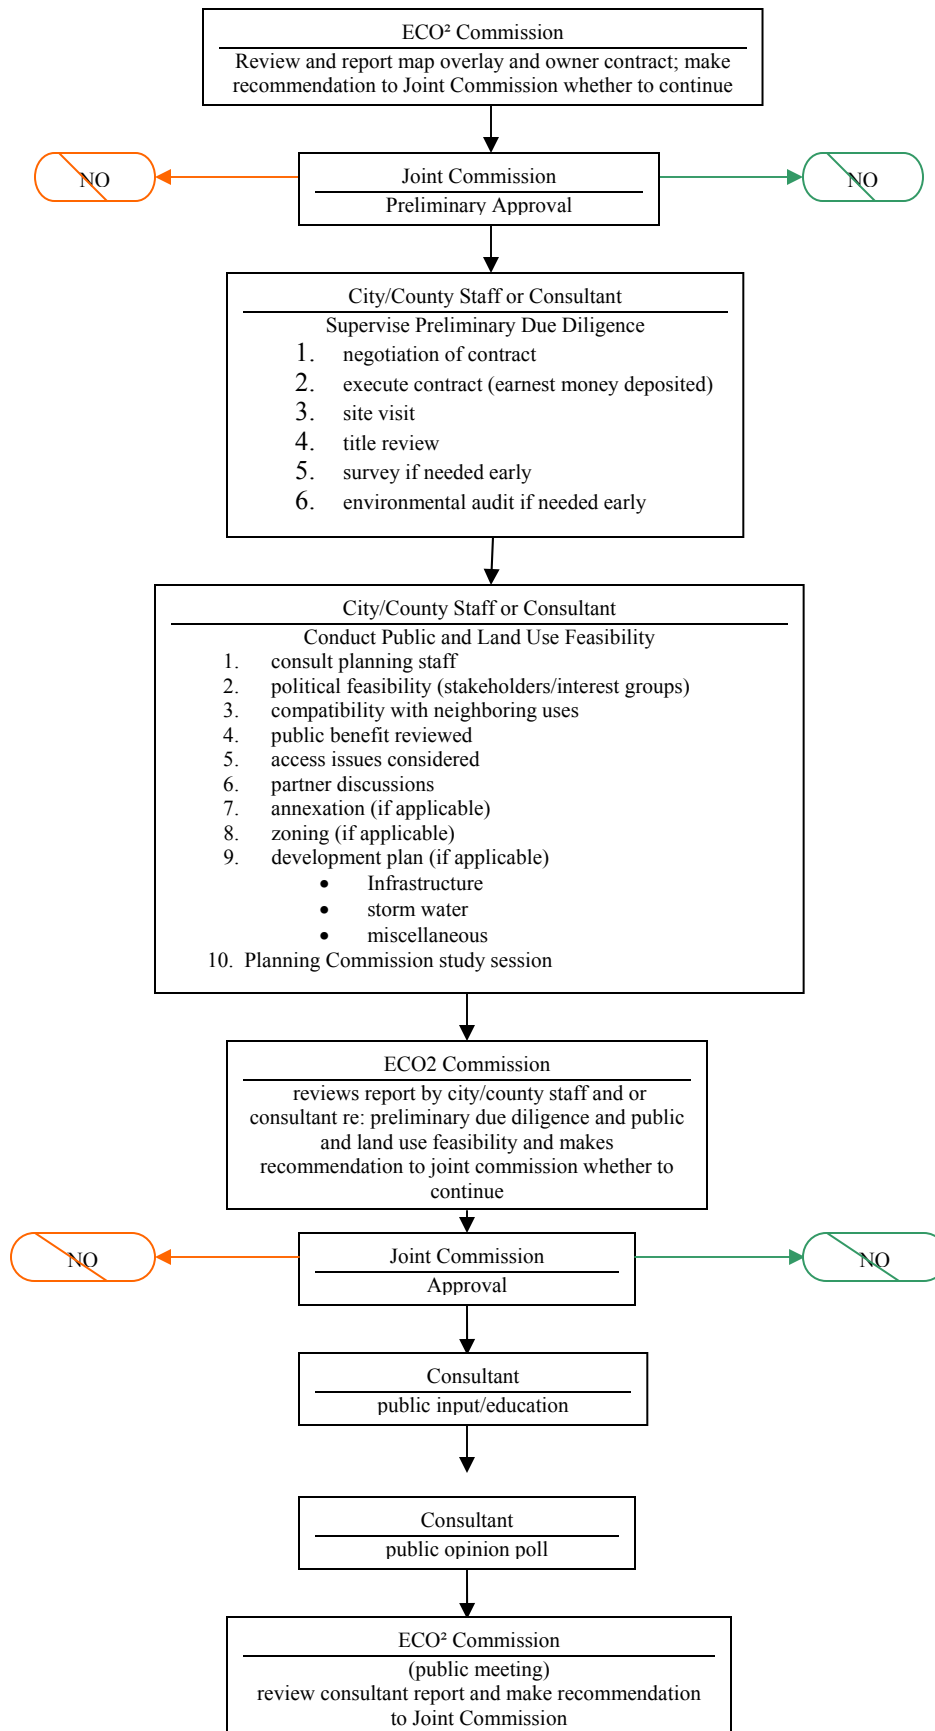 ECO² Commission
Review and report map overlay and owner contract; make
recommendation to Joint Commission whether to continue
NO
Joint Commission
Preliminary Approval
NO
City/County Staff or Consultant
Supervise Preliminary Due Diligence
1. negotiation of contract
2. execute contract (earnest money deposited)
3. site visit
4. title review
5. survey if needed early
6. environmental audit if needed early
City/County Staff or Consultant
Conduct Public and Land Use Feasibility
1. consult planning staff
2. political feasibility (stakeholders/interest groups)
3. compatibility with neighboring uses
4. public benefit reviewed
5. access issues considered
6. partner discussions
7. annexation (if applicable)
8. zoning (if applicable)
9. development plan (if applicable)
• Infrastructure
• storm water
• miscellaneous
10. Planning Commission study session
ECO2 Commission
reviews report by city/county staff and or
consultant re: preliminary due diligence and public
and land use feasibility and makes
recommendation to joint commission whether to
continue
NO
Joint Commission
Approval
NO
Consultant
public input/education
Consultant
public opinion poll
ECO² Commission
(public meeting)
review consultant report and make recommendation
to Joint Commission